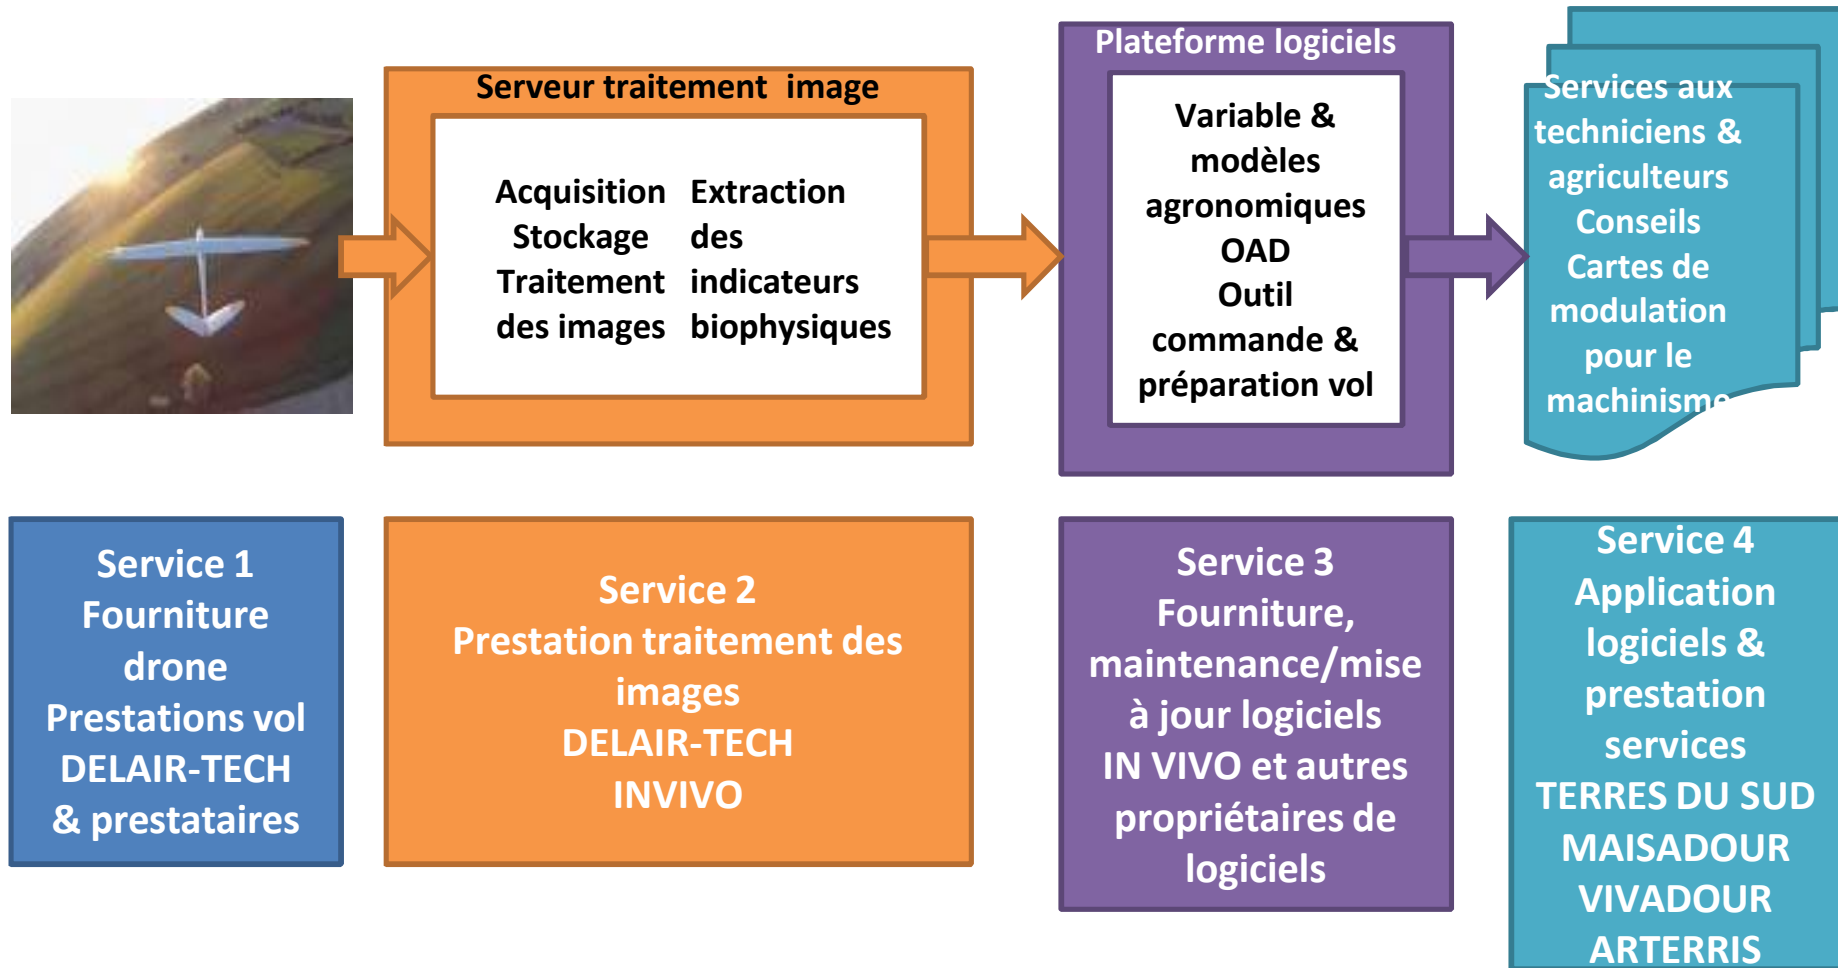 Serveur traitement  image
Acquisition
Stockage
Traitement
des images
Extraction
des
indicateurs
biophysiques
Plateforme logiciels
Variable &
modèles
agronomiques
OAD
Outil
commande &
préparation vol
Services aux
techniciens &
agriculteurs
Conseils
Cartes de
modulation
pour le
machinisme
Service 1
Fourniture
drone
Prestations vol
DELAIR-TECH
& prestataires
Service 2
Prestation traitement des
images
DELAIR-TECH
INVIVO
Service 3
Fourniture,
maintenance/mise
à jour logiciels
IN VIVO et autres
propriétaires de
logiciels
Service 4
Application
logiciels &
prestation
services
TERRES DU SUD
MAISADOUR
VIVADOUR
ARTERRIS